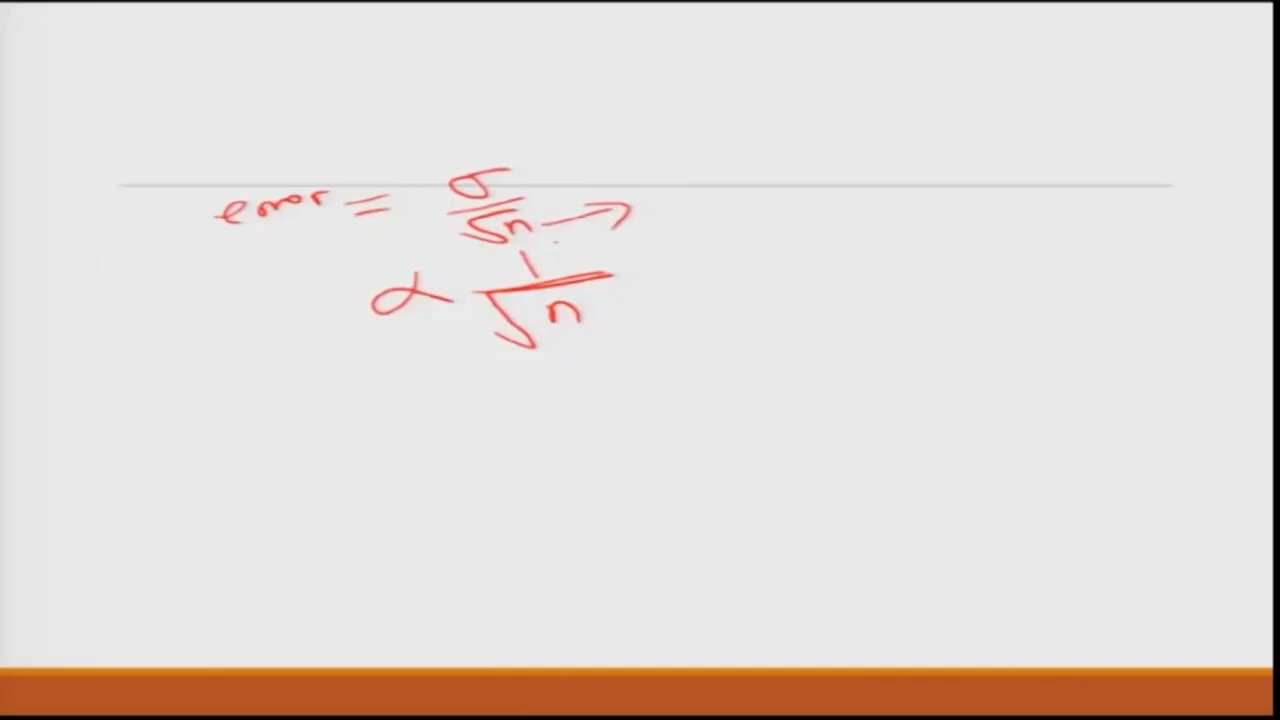 error = σ/√n →
∝ 1/√n